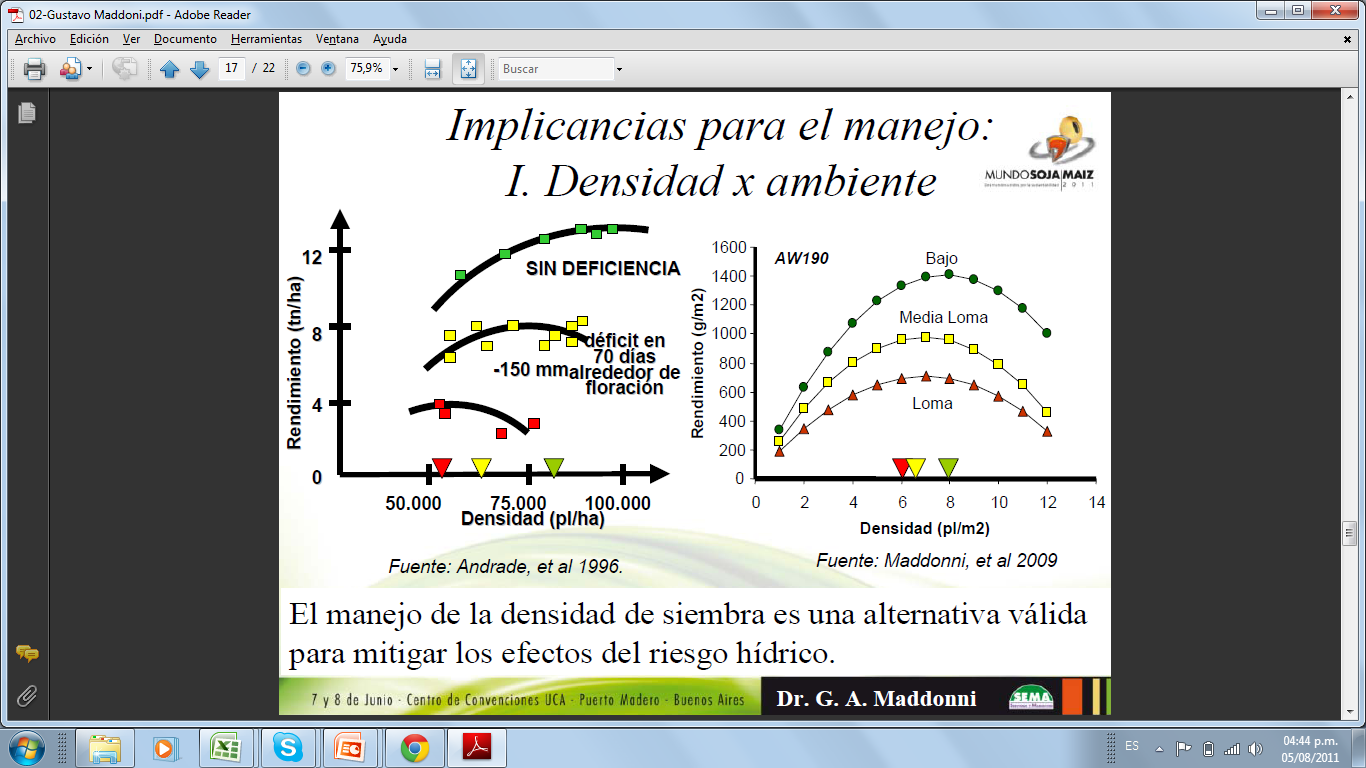 02-Gustavo Maddoni.pdf - Adobe Reader
Archivo Edición Ver Documento Herramientas Ventana Ayuda
17 / 22 75,9% Buscar
Implicancias para el manejo:
I. Densidad x ambiente
MUNDOSOJAMAIZ
2011
Rendimiento (tn/ha)
12
8
4
0
SIN DEFICIENCIA
-150 mm
déficit en
70 días
alrededor de
floración
50.000 75.000 100.000
Densidad (pl/ha)
Fuente: Andrade, et al 1996.
Rendimiento (g/m2)
1600
1400
1200
1000
800
600
400
200
0
AW190
Bajo
Media Loma
Loma
0 2 4 6 8 10 12 14
Densidad (pl/m2)
Fuente: Maddonni, et al 2009
El manejo de la densidad de siembra es una alternativa válida
para mitigar los efectos del riesgo hídrico.
7 y 8 de Junio - Centro de Convenciones UCA - Puerto Madero - Buenos Aires
Dr. G. A. Maddonni
SEMA
ES
04:44 p.m.
05/08/2011